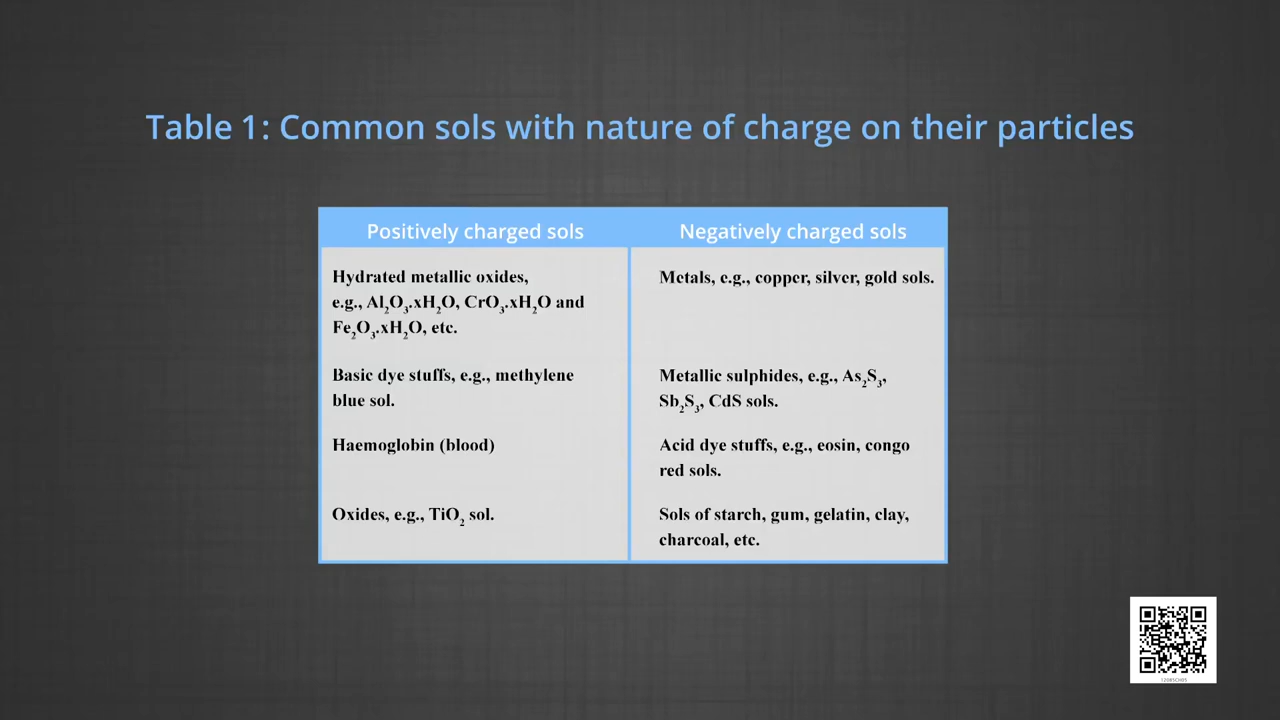 Table 1: Common sols with nature of charge on their particles
Positively charged sols
Negatively charged sols
Hydrated metallic oxides,
e.g., Al₂O₃.xH₂O, CrO₃.xH₂O and
Fe₂O₃.xH₂O, etc.
Metals, e.g., copper, silver, gold sols.
Basic dye stuffs, e.g., methylene
blue sol.
Metallic sulphides, e.g., As₂S₃,
Sb₂S₃, CdS sols.
Haemoglobin (blood)
Acid dye stuffs, e.g., eosin, congo
red sols.
Oxides, e.g., TiO₂ sol.
Sols of starch, gum, gelatin, clay,
charcoal, etc.